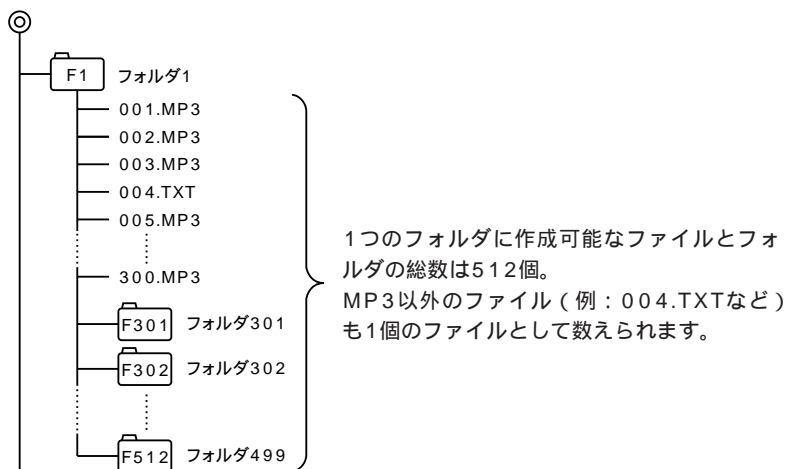 F1 フォルダ1
001.MP3
002.MP3
003.MP3
004.TXT
005.MP3
300.MP3
F301 フォルダ301
F302 フォルダ302
F512 フォルダ499
1つのフォルダに作成可能なファイルとフォ
ルダの総数は512個。
MP3以外のファイル(例:004.TXTなど)
も1個のファイルとして数えられます。